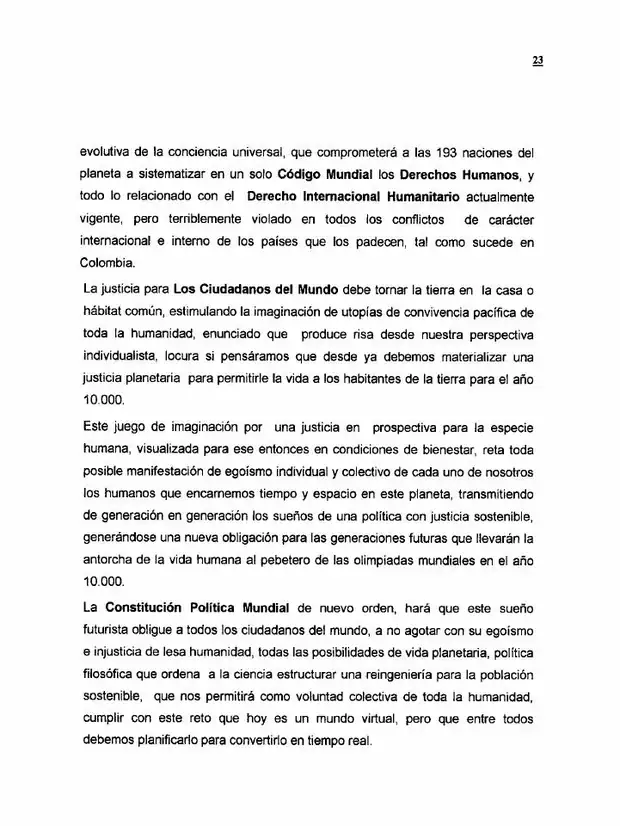 23
evolutiva de la conciencia universal, que comprometerá a las 193 naciones del
planeta a sistematizar en un solo Código Mundial los Derechos Humanos, y
todo lo relacionado con el Derecho Internacional Humanitario actualmente
vigente, pero terriblemente violado en todos los conflictos de carácter
internacional e interno de los países que los padecen, tal como sucede en
Colombia.
La justicia para Los Ciudadanos del Mundo debe tornar la tierra en la casa o
hábitat común, estimulando la imaginación de utopías de convivencia pacífica de
toda la humanidad, enunciado que produce risa desde nuestra perspectiva
individualista, locura si pensáramos que desde ya debemos materializar una
justicia planetaria para permitirle la vida a los habitantes de la tierra para el año
10.000.
Este juego de imaginación por una justicia en prospectiva para la especie
humana, visualizada para ese entonces en condiciones de bienestar, reta toda
posible manifestación de egoísmo individual y colectivo de cada uno de nosotros
los humanos que encarnemos tiempo y espacio en este planeta, transmitiendo
de generación en generación los sueños de una política con justicia sostenible,
generándose una nueva obligación para las generaciones futuras que llevarán la
antorcha de la vida humana al pebetero de las olimpiadas mundiales en el año
10.000.
La Constitución Política Mundial de nuevo orden, hará que este sueño
futurista obligue a todos los ciudadanos del mundo, a no agotar con su egoísmo
e injusticia de lesa humanidad, todas las posibilidades de vida planetaria, política
filosófica que ordena a la ciencia estructurar una reingeniería para la población
sostenible, que nos permitirá como voluntad colectiva de toda la humanidad,
cumplir con este reto que hoy es un mundo virtual, pero que entre todos
debemos planificarlo para convertirlo en tiempo real.